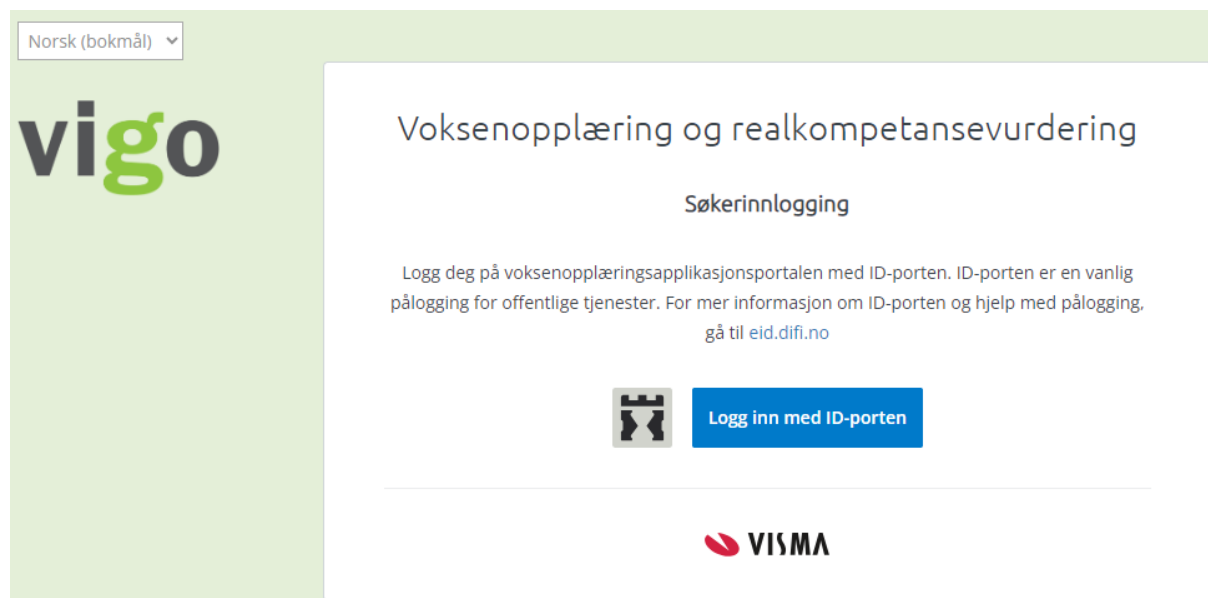 Norsk (bokmål)
vigo
Voksenopplæring og realkompetansevurdering
Søkerinnlogging
Logg deg på voksenopplæringsapplikasjonsportalen med ID-porten. ID-porten er en vanlig
pålogging for offentlige tjenester. For mer informasjon om ID-porten og hjelp med pålogging,
gå til eid.difi.no
Logg inn med ID-porten
VISMA